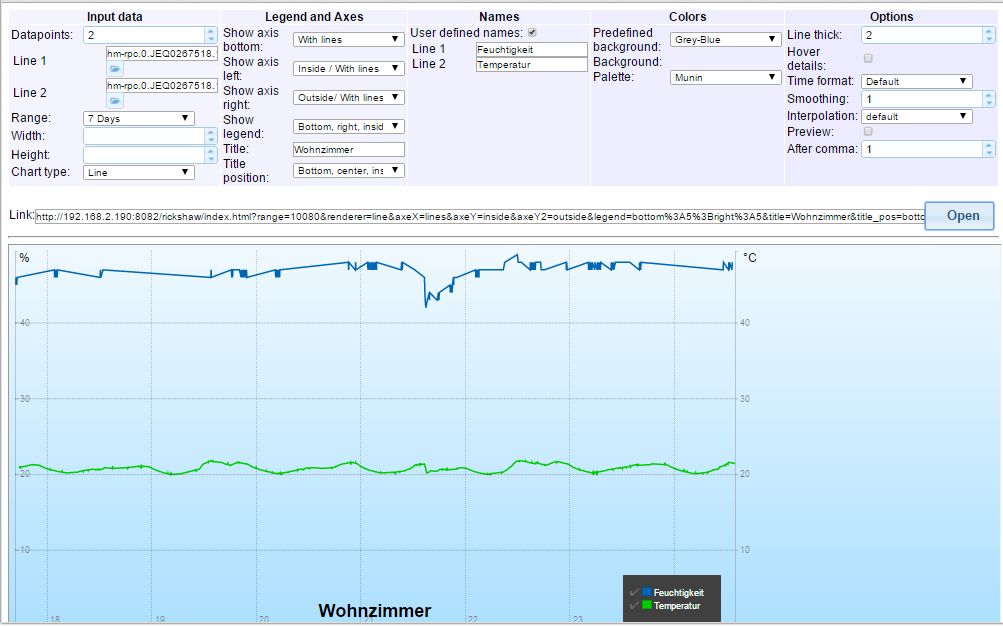 Input data
Datapoints: 2
Line 1 hm-rpc.0.JEQ0267518.
Line 2 hm-rpc.0.JEQ0267518.
Range: 7 Days
Width:
Height:
Chart type: Line
Legend and Axes
Show axis bottom: With lines
Show axis left: Inside / With lines
Show axis right: Outside/ With lines
Show legend: Bottom, right, insid
Title: Wohnzimmer
Title position: Bottom, center, ins
Names
User defined names:
Line 1 Feuchtigkeit
Line 2 Temperatur
Colors
Predefined background: Grey-Blue
Background:
Palette: Munin
Options
Line thick: 2
Hover details:
Time format: Default
Smoothing: 1
Interpolation: default
Preview:
After comma: 1
Link: http://192.168.2.190:8082/rickshaw/index.html?range=10080&renderer=line&axeX=lines&axeY=inside&axeY2=outside&legend=bottom%3A5%3Bright%3A5&title=Wohnzimmer&title_pos=botto
Open
% °C
40 40
30 30
20 20
10 10
Feuchtigkeit
Temperatur
Wohnzimmer
18 19 20 21 22 23